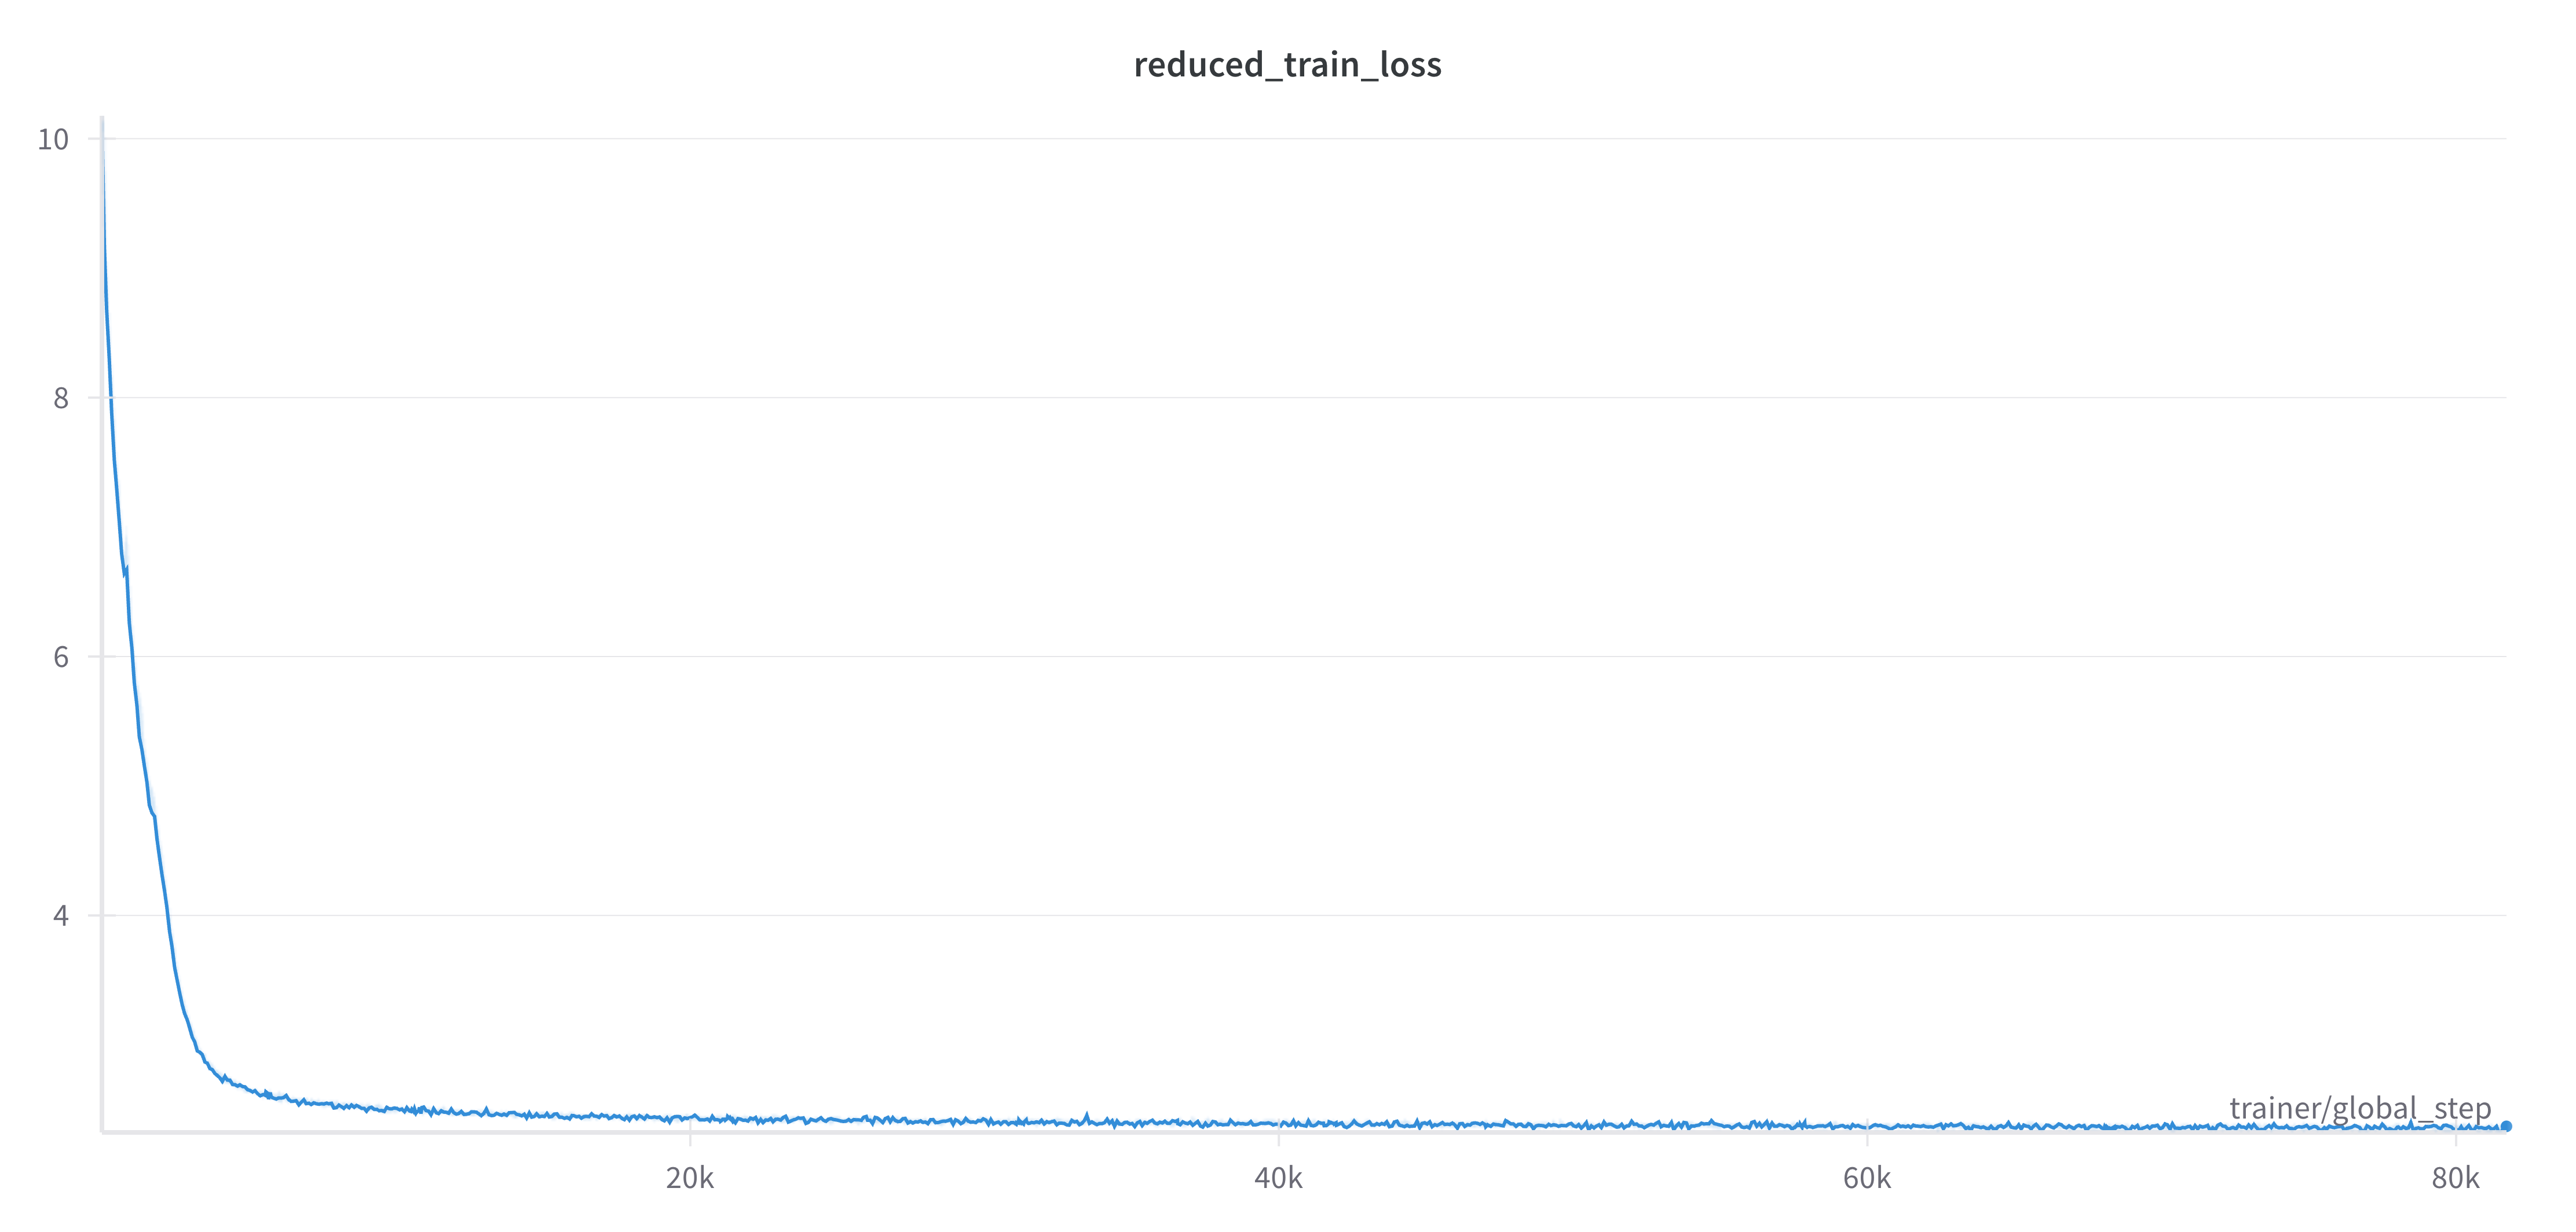 reduced_train_loss
10
8
6
4
trainer/global_step
20k
40k
60k
80k